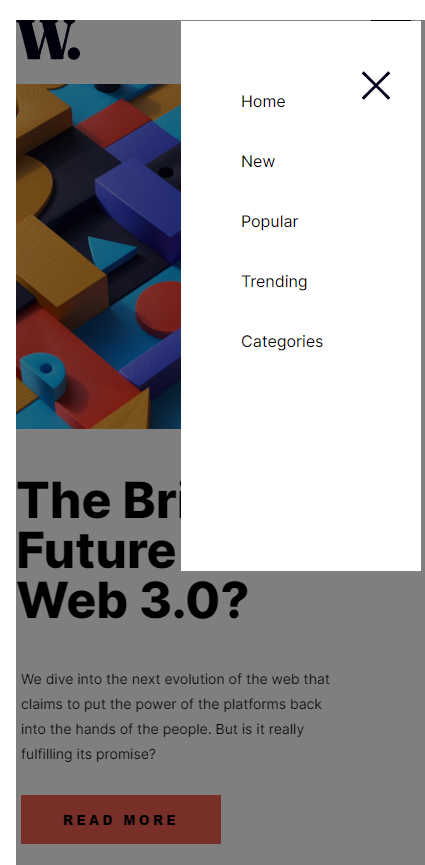 W.
Home
New
Popular
Trending
Categories
The Bri
Future
Web 3.0?
We dive into the next evolution of the web that
claims to put the power of the platforms back
into the hands of the people. But is it really
fulfilling its promise?
READ MORE